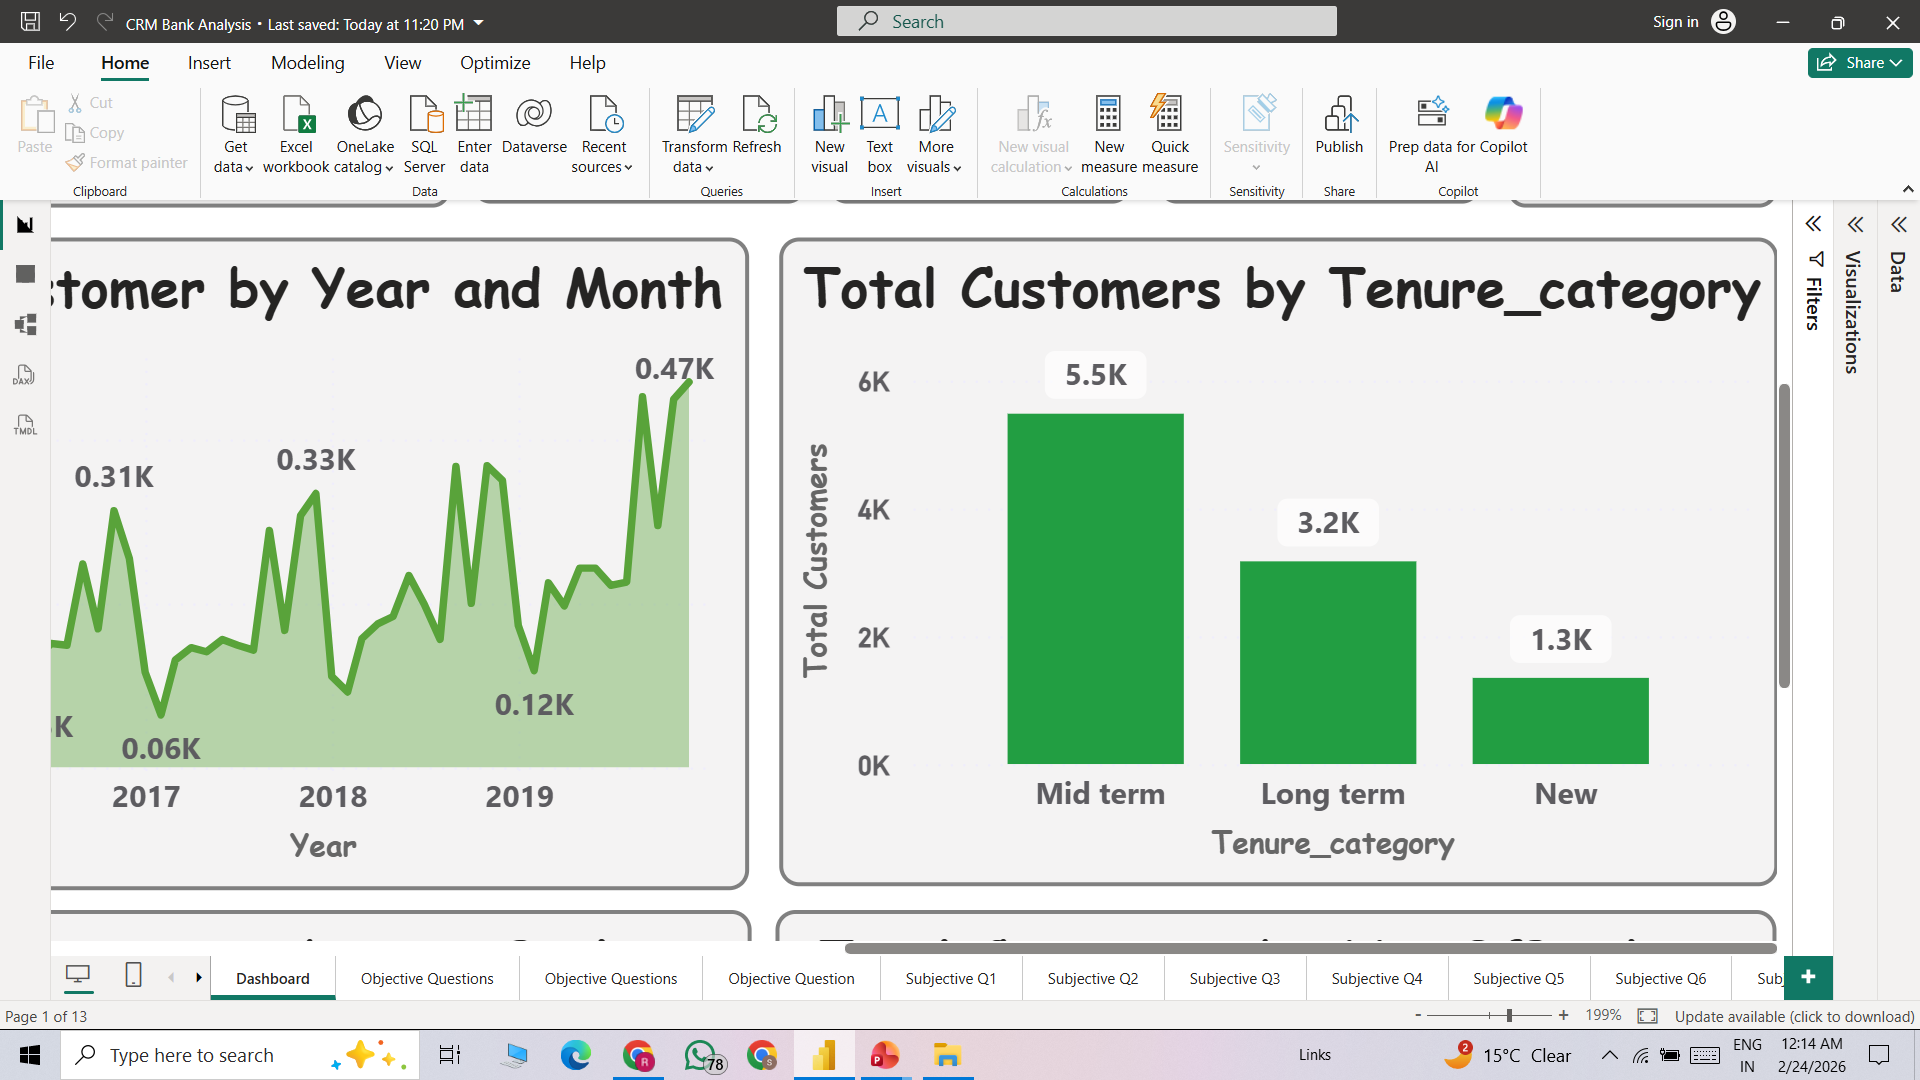 CRM Bank Analysis • Last saved: Today at 11:20 PM
Search
Sign in
File Home Insert Modeling View Optimize Help
Share
Paste
Cut
Copy
Format painter
Clipboard
Get data
Excel workbook
OneLake catalog
SQL Server
Enter data
Dataverse
Recent sources
Data
Transform data
Refresh
Queries
New visual
Text box
More visuals
Insert
New visual calculation
New measure
Quick measure
Calculations
Sensitivity
Sensitivity
Publish
Share
Prep data for AI
Copilot
Copilot
DAX
TMDL
stomer by Year and Month
0.47K
0.31K
0.33K
0.12K
0.06K
K
2017 2018 2019
Year
Total Customers by Tenure_category
Total Customers
6K
4K
2K
0K
5.5K
3.2K
1.3K
Mid term Long term New
Tenure_category
Filters
Visualizations
Data
Dashboard Objective Questions Objective Questions Objective Question Subjective Q1 Subjective Q2 Subjective Q3 Subjective Q4 Subjective Q5 Subjective Q6 Subj
Page 1 of 13
- + 199%
Update available (click to download)
Type here to search
78
Links
2
15°C Clear
ENG
IN
12:14 AM
2/24/2026